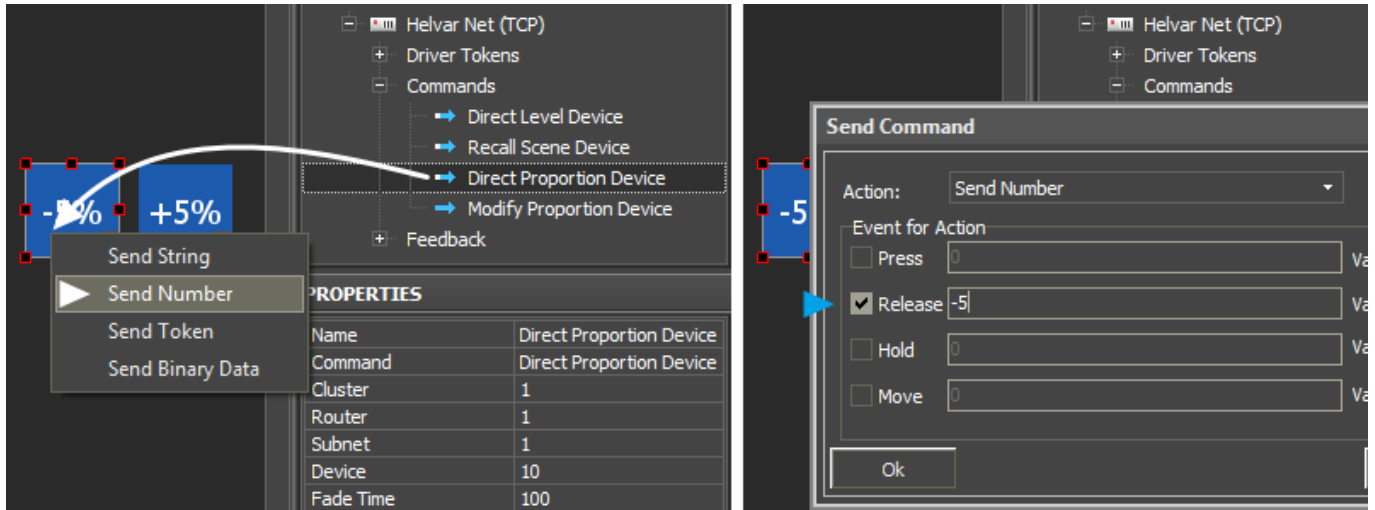 Helvar Net (TCP)
Driver Tokens
Commands
Direct Level Device
Recall Scene Device
Direct Proportion Device
Modify Proportion Device
Feedback
+5%
Send String
Send Number
Send Token
Send Binary Data
PROPERTIES
Name Direct Proportion Device
Command Direct Proportion Device
Cluster 1
Router 1
Subnet 1
Device 10
Fade Time 100
Helvar Net (TCP)
Driver Tokens
Commands
-5
Send Command
Action: Send Number
Event for Action
Press 0
Release -5
Hold 0
Move 0
Ok